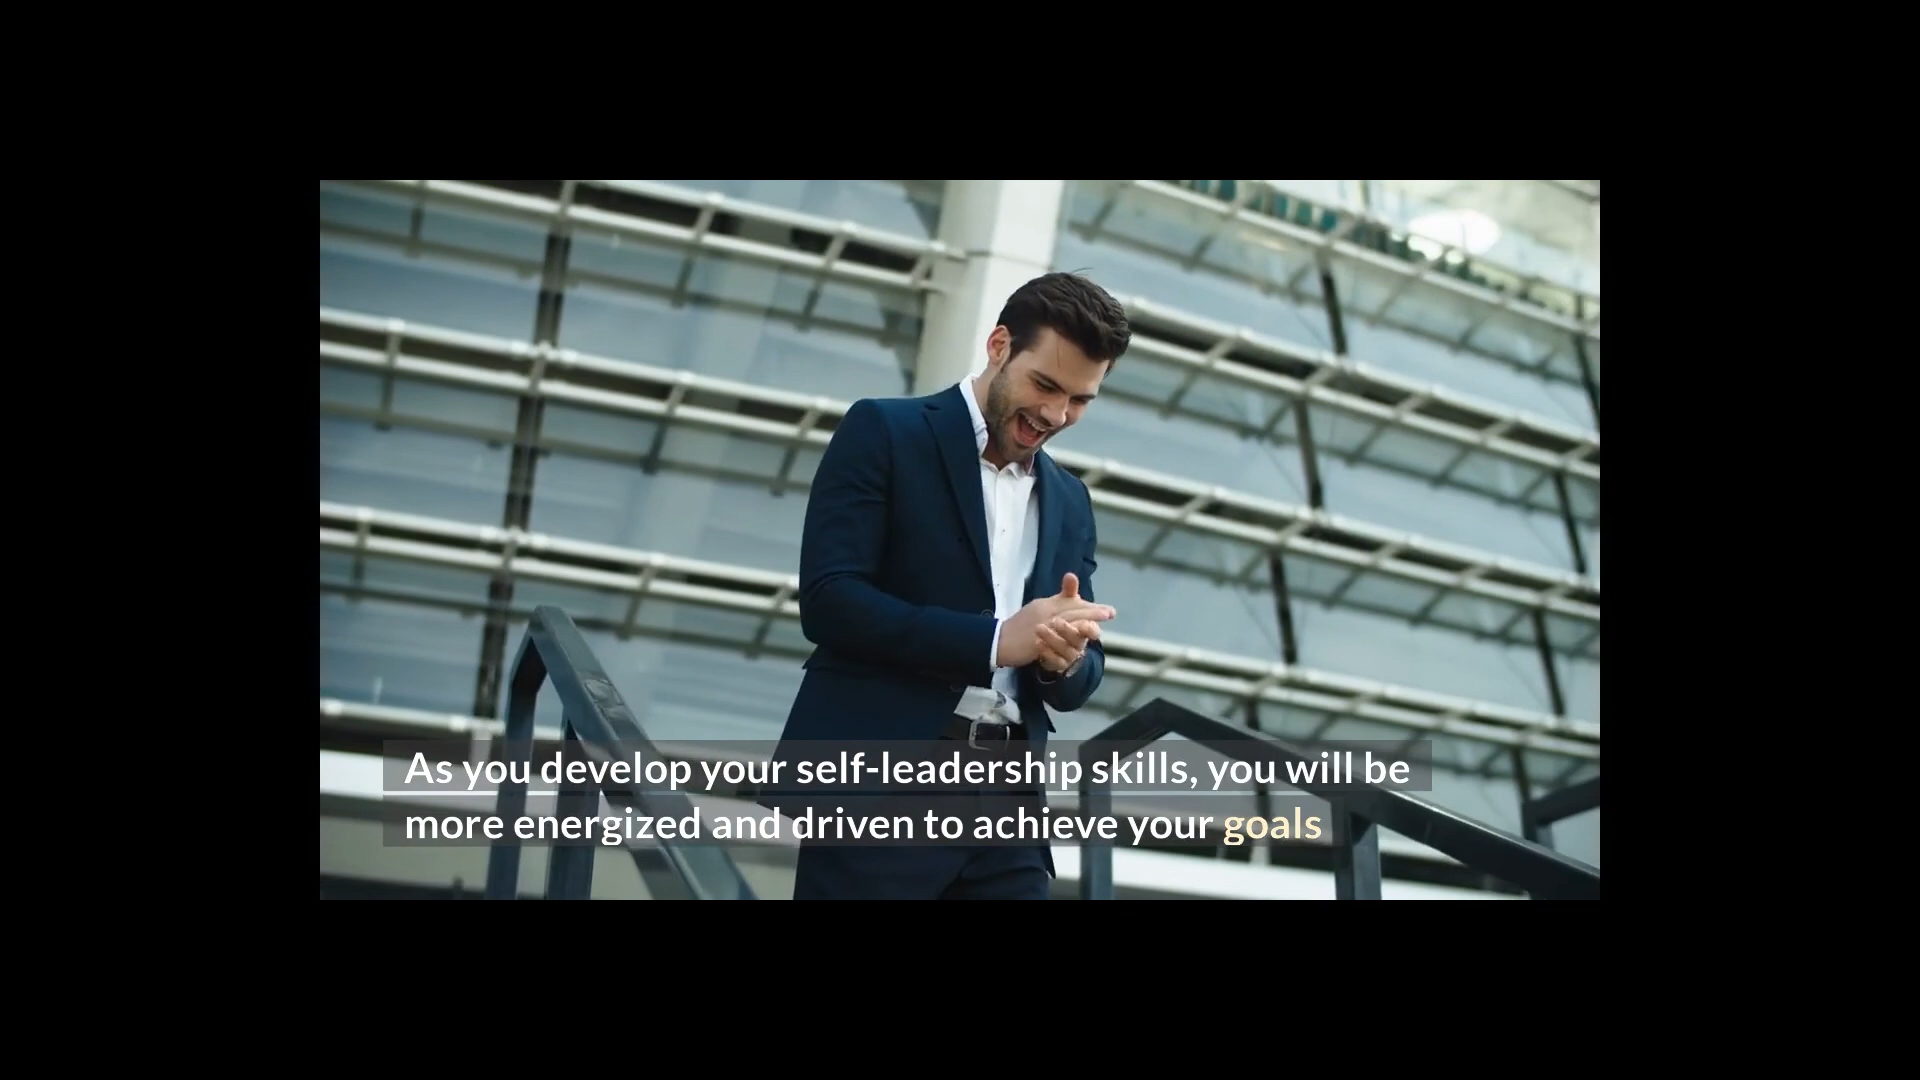 As you develop your self-leadership skills, you will be
more energized and driven to achieve your goals